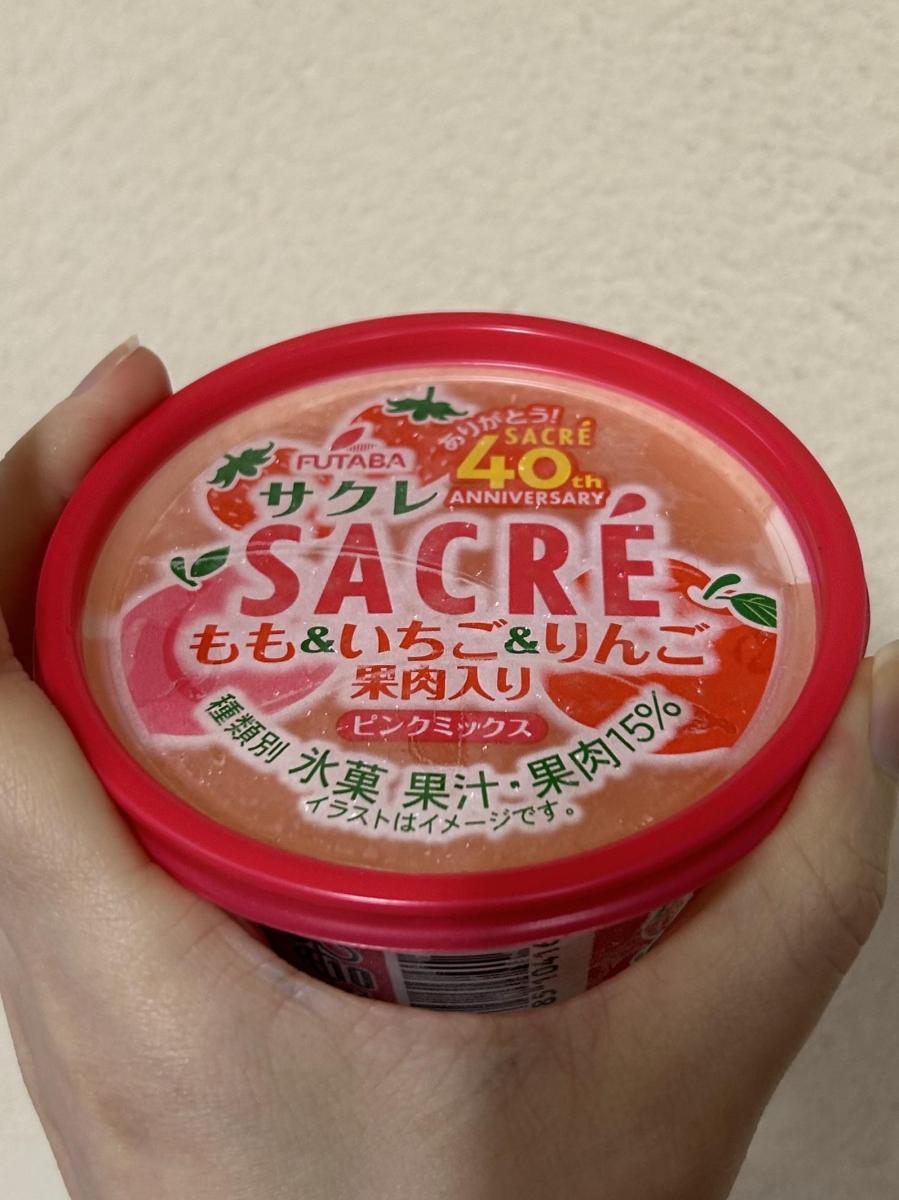 FUTABA
ありがとう!
SACRÉ
40th
ANNIVERSARY
サクレ
SACRÉ
もも&いちご&りんご
果肉入り
ピンクミックス
種類別 氷菓 果汁・果肉15%
イラストはイメージです。